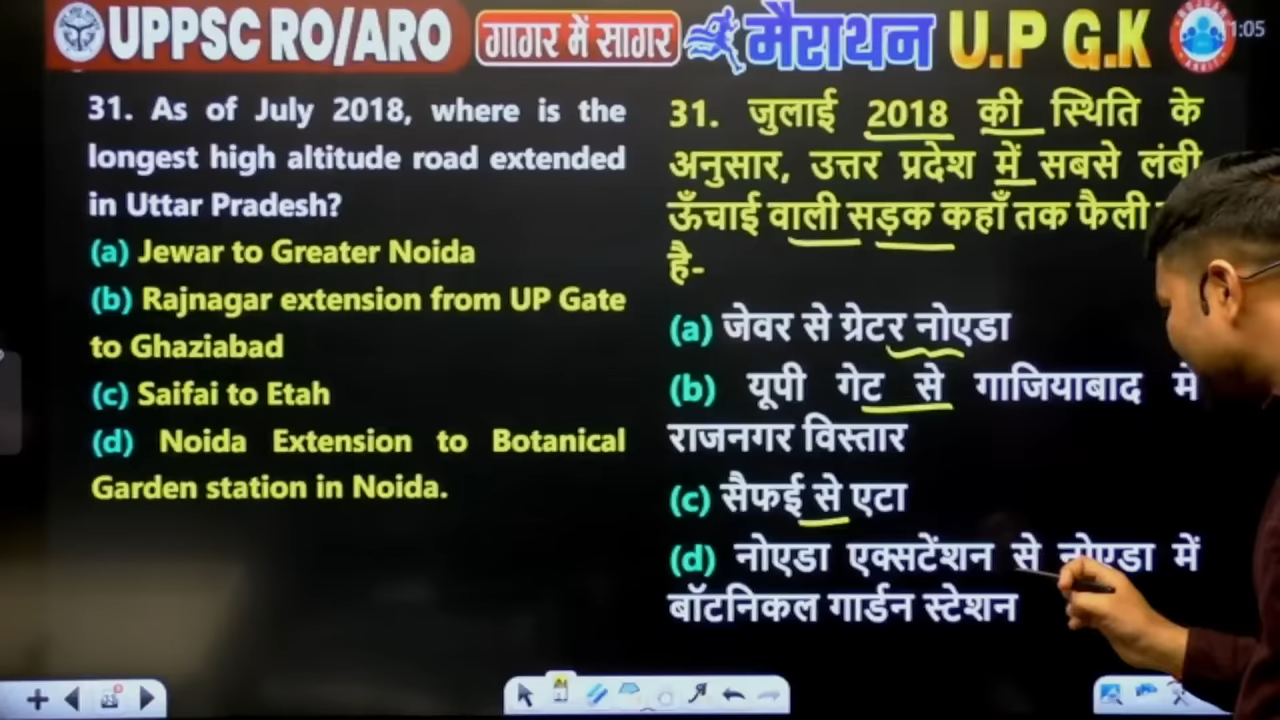 UPPSC RO/ARO
गागर में सागर
मैराथन U.P G.K
1:05
31. As of July 2018, where is the
longest high altitude road extended
in Uttar Pradesh?
(a) Jewar to Greater Noida
(b) Rajnagar extension from UP Gate
to Ghaziabad
(c) Saifai to Etah
(d) Noida Extension to Botanical
Garden station in Noida.
31. जुलाई 2018 की स्थिति के
अनुसार, उत्तर प्रदेश में सबसे लंबी
ऊँचाई वाली सड़क कहाँ तक फैली
है-
(a) जेवर से ग्रेटर नोएडा
(b) यूपी गेट से गाजियाबाद में
राजनगर विस्तार
(c) सैफई से एटा
(d) नोएडा एक्सटेंशन से नोएडा में
बॉटनिकल गार्डन स्टेशन